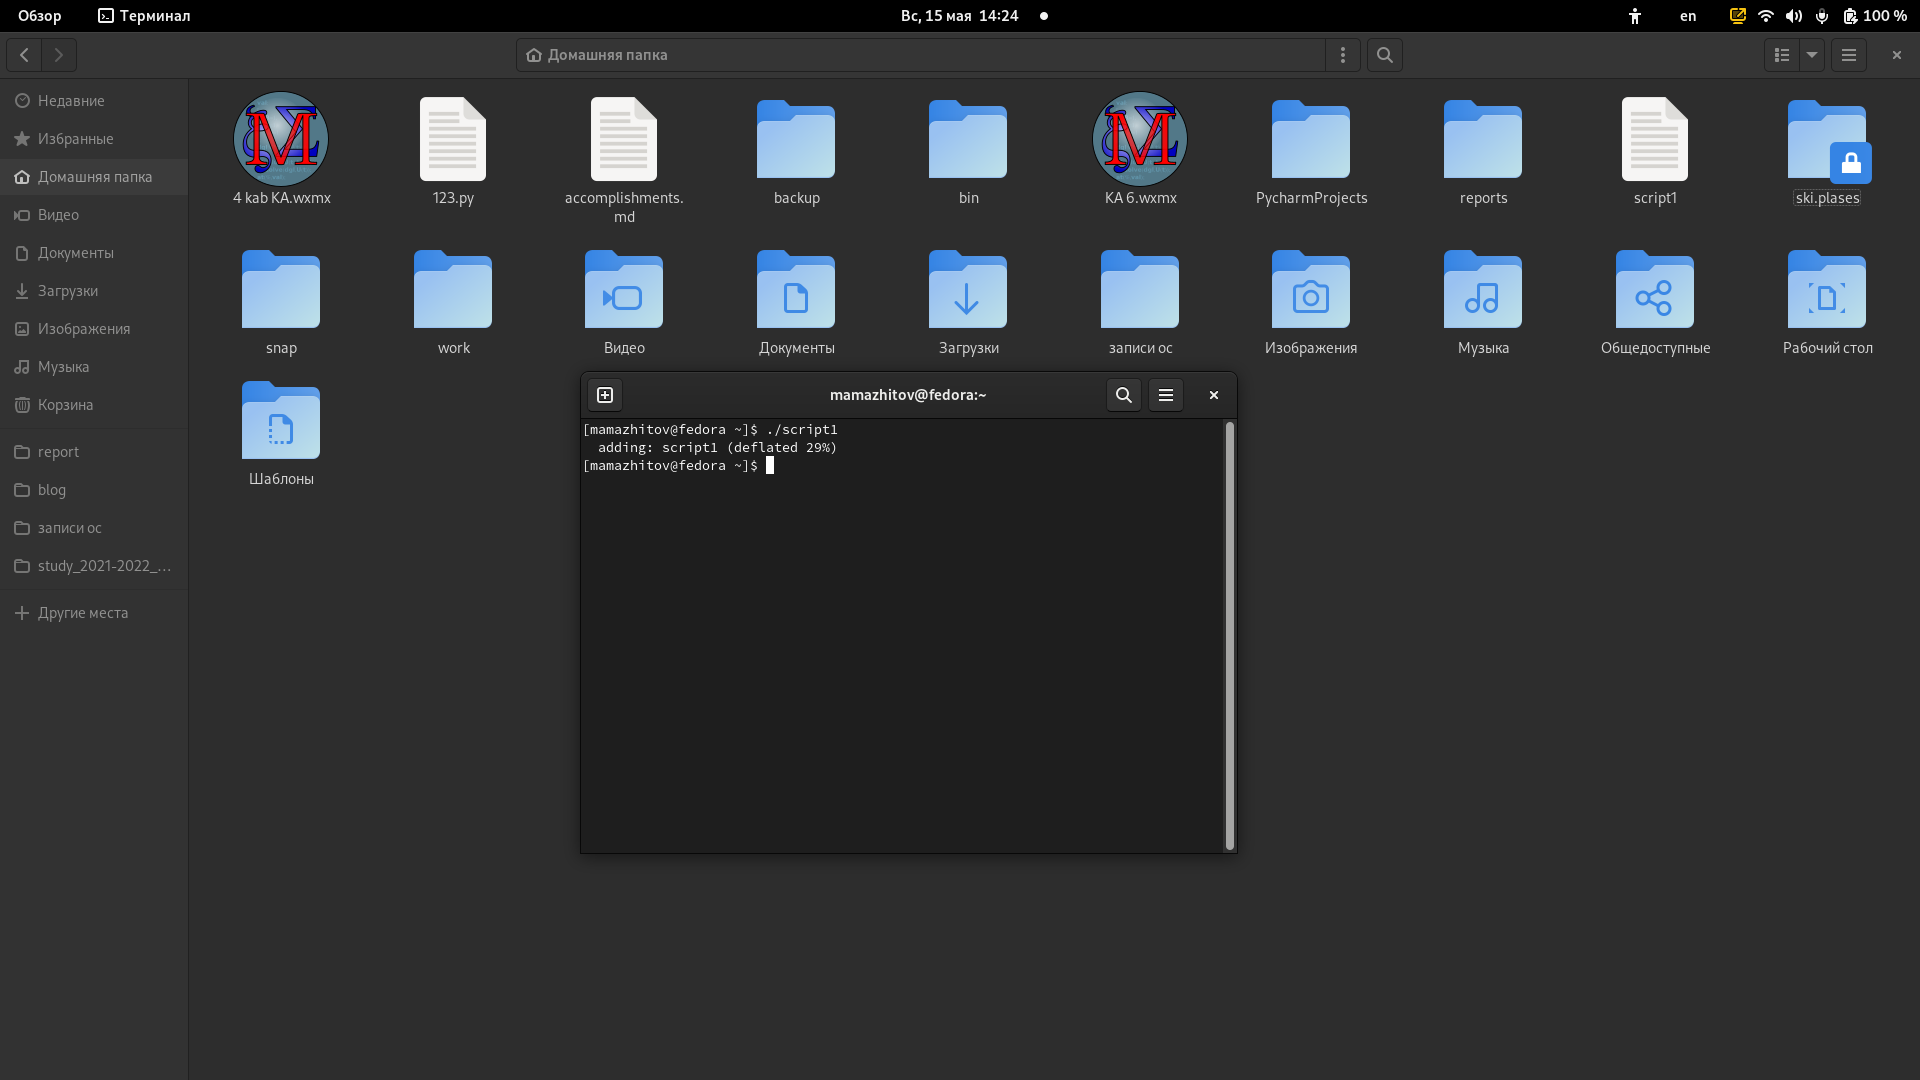 Обзор
Терминал
Вс, 15 мая 14:24
en
100 %
Домашняя папка
Недавние
Избранные
Домашняя папка
Видео
Документы
Загрузки
Изображения
Музыка
Корзина
report
blog
записи ос
study_2021-2022_...
Другие места
4 kab KA.wxmx
123.py
accomplishments.
md
backup
bin
KA 6.wxmx
PycharmProjects
reports
script1
ski.plases
snap
work
Видео
Документы
Загрузки
записи ос
Изображения
Музыка
Общедоступные
Рабочий стол
Шаблоны
mamazhitov@fedora:~
[mamazhitov@fedora ~]$ ./script1
  adding: script1 (deflated 29%)
[mamazhitov@fedora ~]$